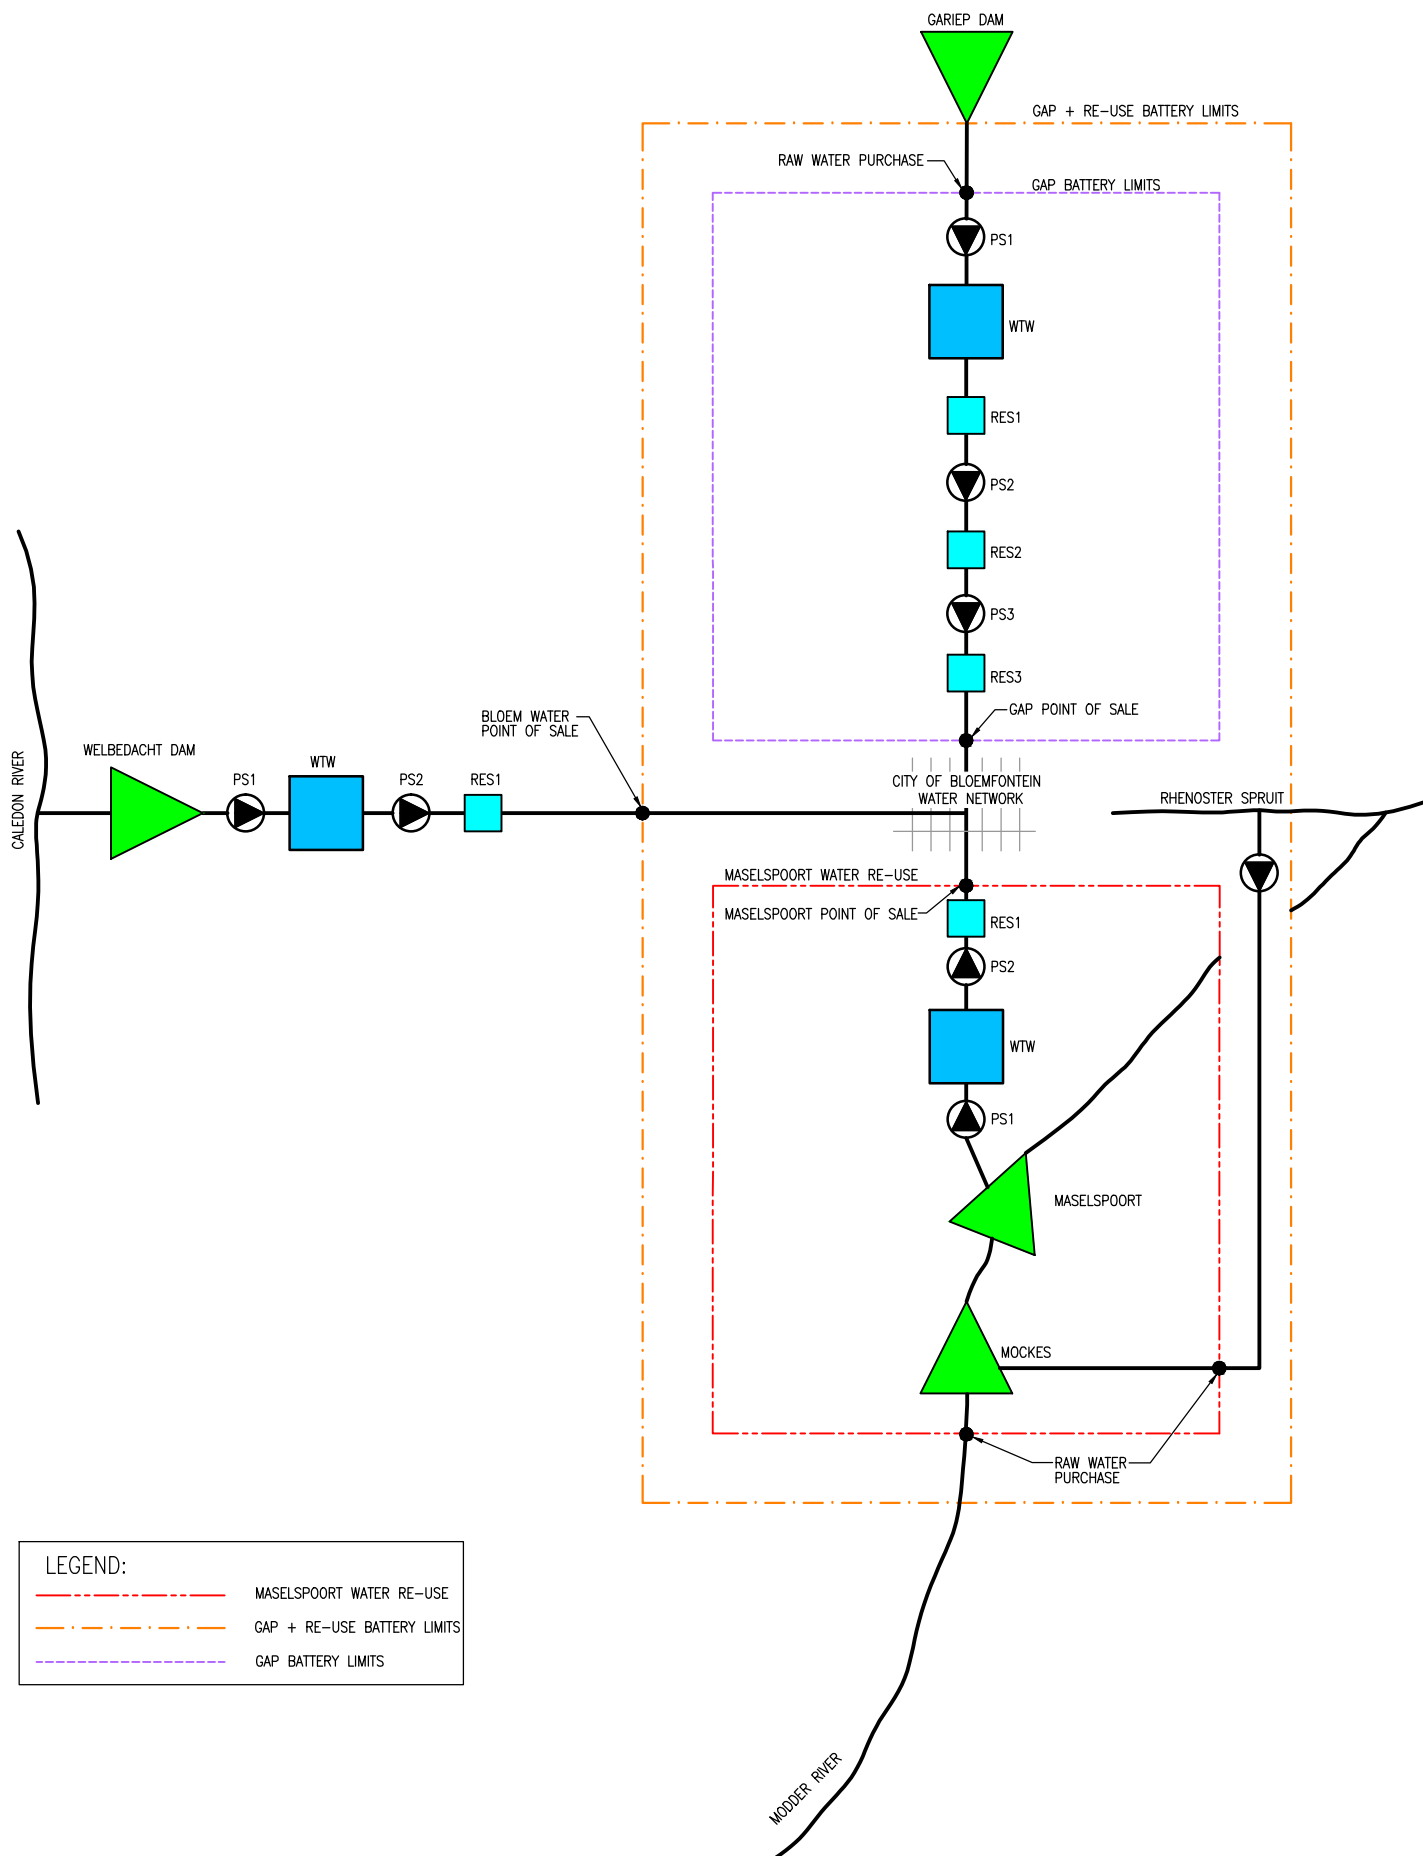 GARIEP DAM
GAP + RE-USE BATTERY LIMITS
RAW WATER PURCHASE
GAP BATTERY LIMITS
PS1
WTW
RES1
PS2
RES2
PS3
RES3
GAP POINT OF SALE
BLOEM WATER
POINT OF SALE
CALEDON RIVER
WELBEDACHT DAM
PS1
WTW
PS2
RES1
CITY OF BLOEMFONTEIN
WATER NETWORK
RHENOSTER SPRUIT
MASELSPOORT WATER RE-USE
MASELSPOORT POINT OF SALE
RES1
PS2
WTW
PS1
MASELSPOORT
MOCKES
RAW WATER
PURCHASE
LEGEND:
MASELSPOORT WATER RE-USE
GAP + RE-USE BATTERY LIMITS
GAP BATTERY LIMITS
MODDER RIVER